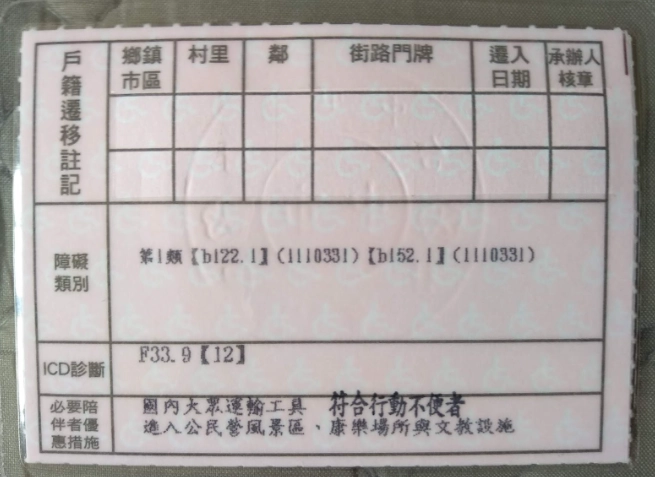 戶籍遷移註記 鄉鎮市區 村里 鄰 街路門牌 遷入日期 承辦人核章
障礙類別 第1類【b122.1】(1110331)【b152.1】(1110331)
ICD診斷 F33.9【12】
必要陪伴者優惠措施 國內大眾運輸工具 符合行動不便者
進入公民營風景區、康樂場所與文教設施